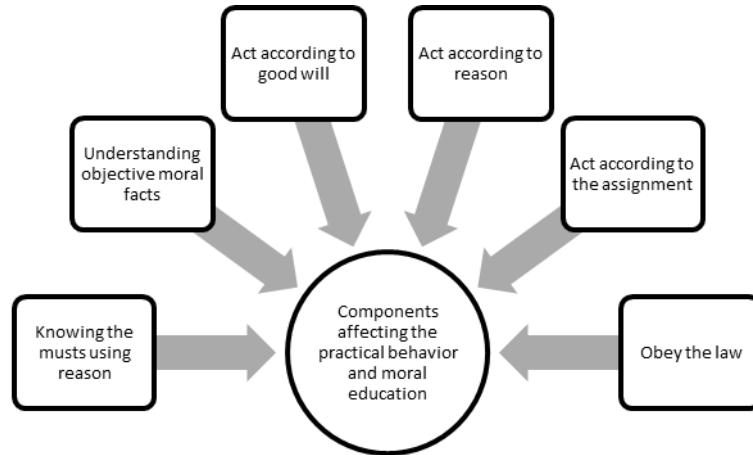 Act according to
good will
Act according to
reason
Understanding
objective moral
facts
Act according to
the assignment
Knowing the
musts using
reason
Components
affecting the
practical behavior
and moral
education
Obey the law